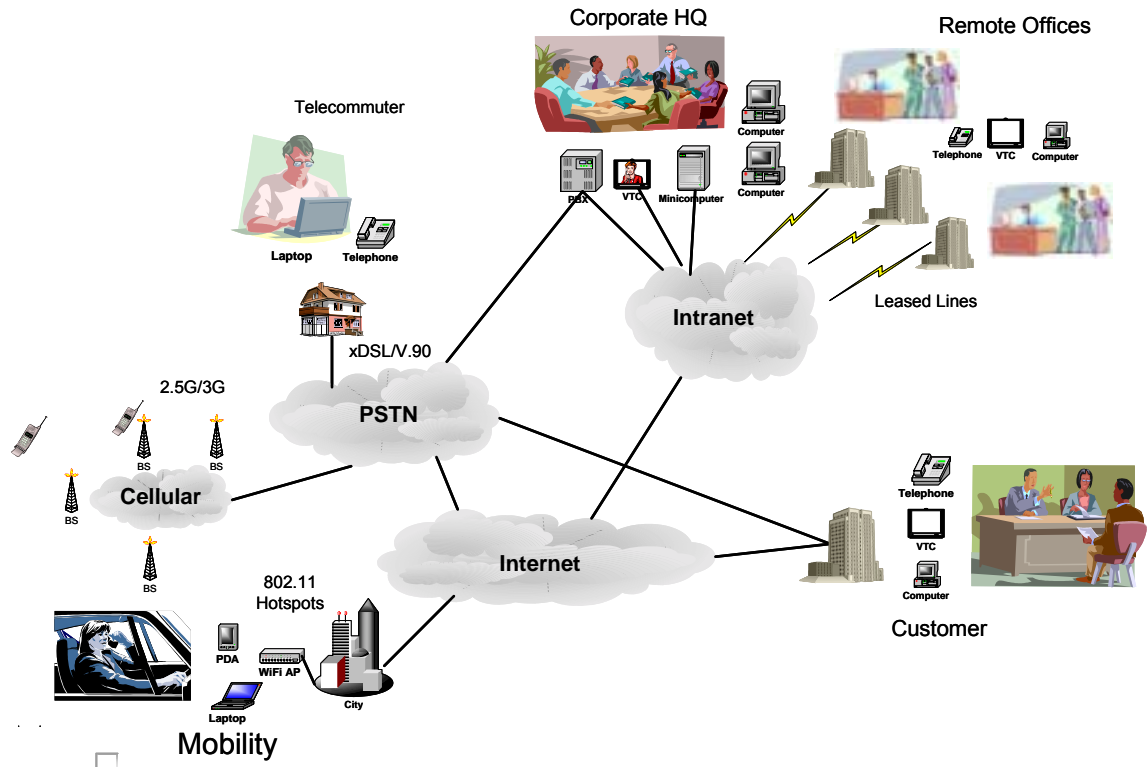 Corporate HQ
Remote Offices
Telecommuter
Computer
Telephone
VTC
Computer
Computer
PBX
VTC
Minicomputer
Laptop
Telephone
Leased Lines
Intranet
xDSL/V.90
2.5G/3G
PSTN
BS
BS
Cellular
BS
Telephone
VTC
Internet
BS
802.11
Hotspots
Computer
Customer
PDA
WiFi AP
City
Laptop
Mobility